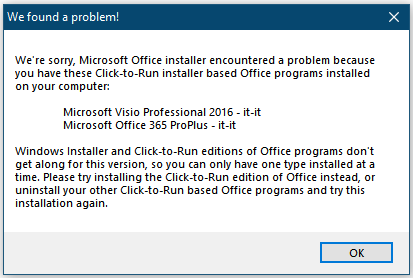 We found a problem!
We're sorry, Microsoft Office installer encountered a problem because
you have these Click-to-Run installer based Office programs installed
on your computer:
Microsoft Visio Professional 2016 - it-it
Microsoft Office 365 ProPlus - it-it
Windows Installer and Click-to-Run editions of Office programs don't
get along for this version, so you can only have one type installed at a
time. Please try installing the Click-to-Run edition of Office instead, or
uninstall your other Click-to-Run based Office programs and try this
installation again.
OK